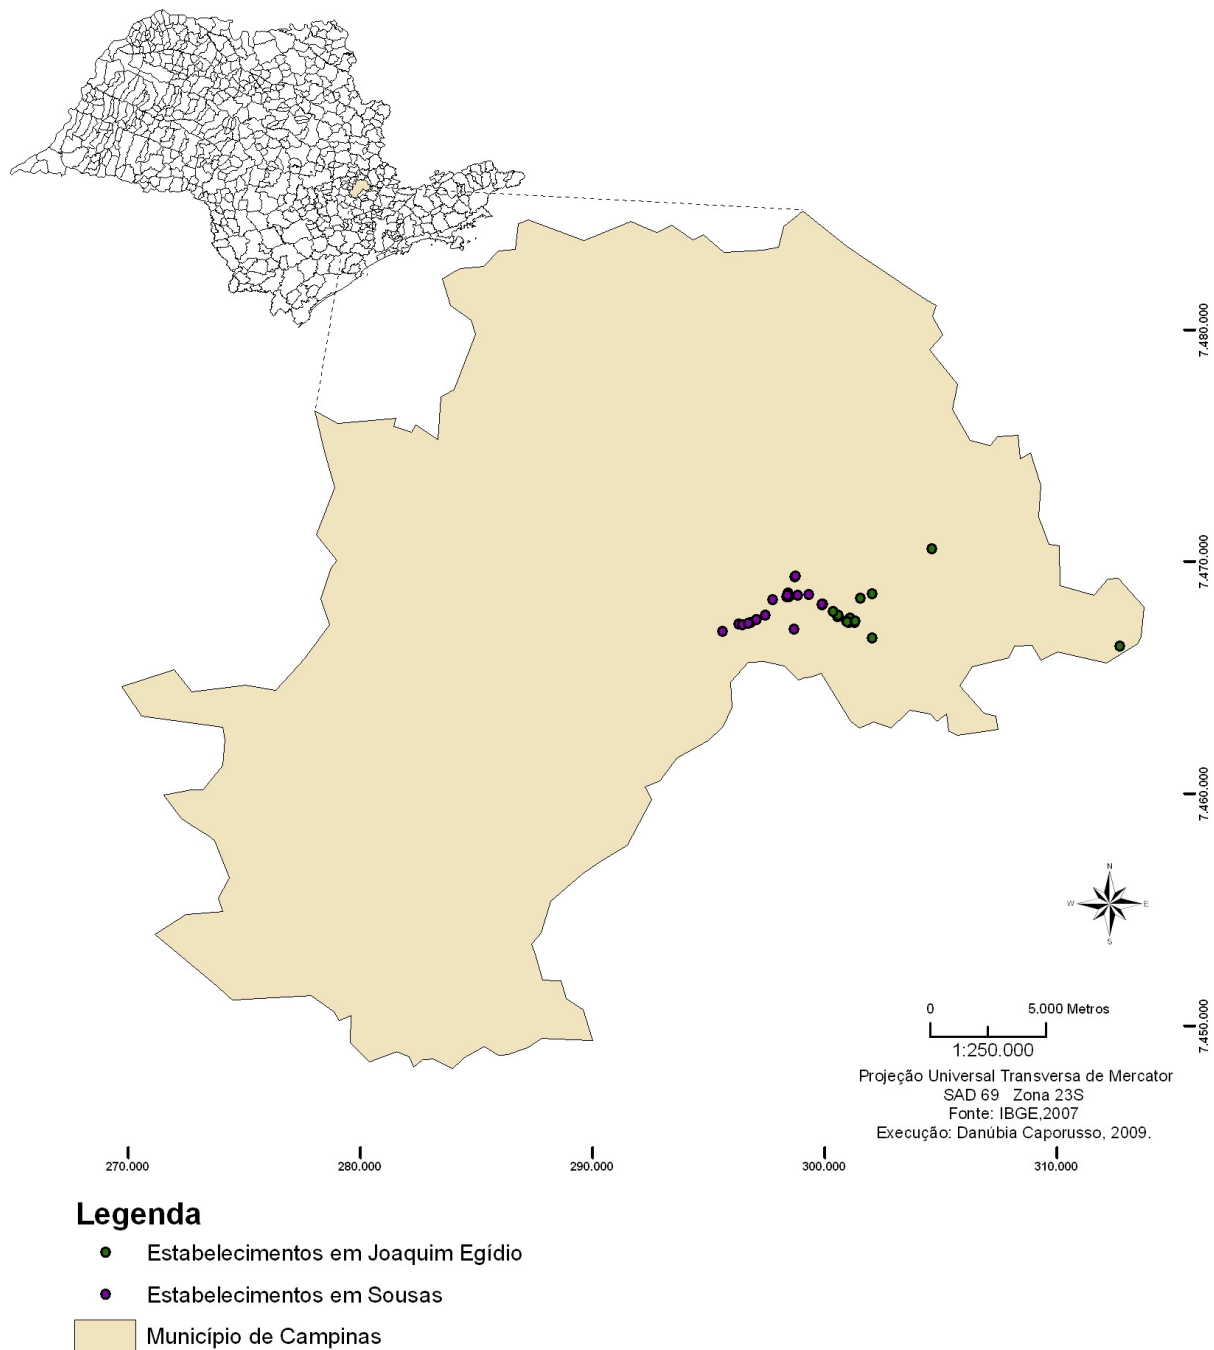 7.480.000
7.470.000
7.460.000
N
W E
S
0 5.000 Metros
7.450.000
1:250.000
Projeção Universal Transversa de Mercator
SAD 69 Zona 23S
Fonte: IBGE,2007
Execução: Danúbia Caporusso, 2009.
270.000 280.000 290.000 300.000 310.000
Legenda
Estabelecimentos em Joaquim Egídio
Estabelecimentos em Sousas
Município de Campinas